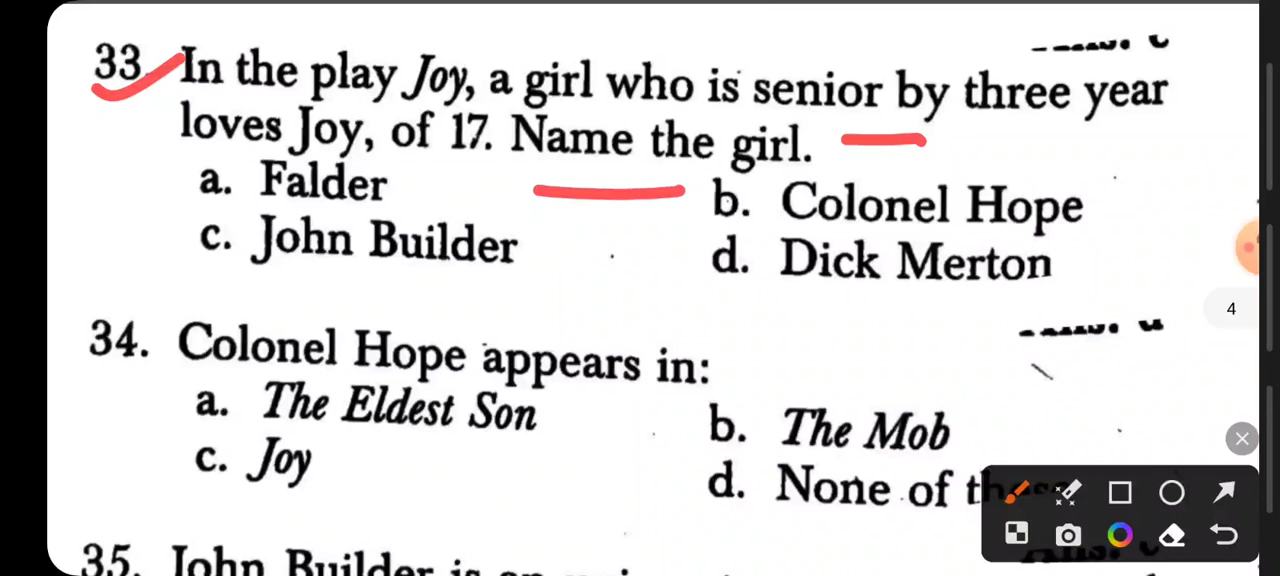 33. In the play Joy, a girl who is senior by three year
loves Joy, of 17. Name the girl.
a. Falder
b. Colonel Hope
c. John Builder
d. Dick Merton
34. Colonel Hope appears in:
a. The Eldest Son
b. The Mob
c. Joy
d. None of
4
35. John Builder is an